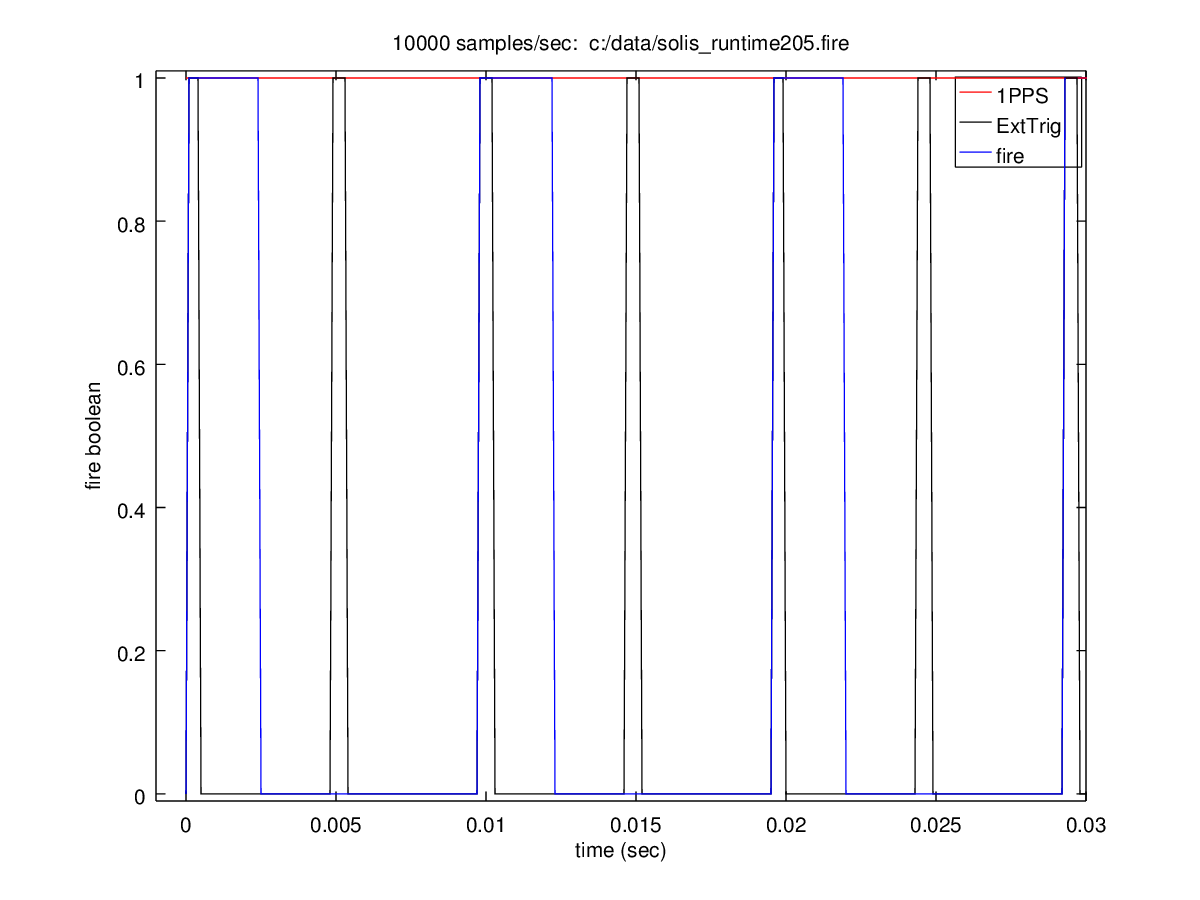 10000 samples/sec:  c:/data/solis_runtime205.fire
1
0.8
0.6
0.4
0.2
0
fire boolean
1PPS
ExtTrig
fire
0 0.005 0.01 0.015 0.02 0.025 0.03
time (sec)